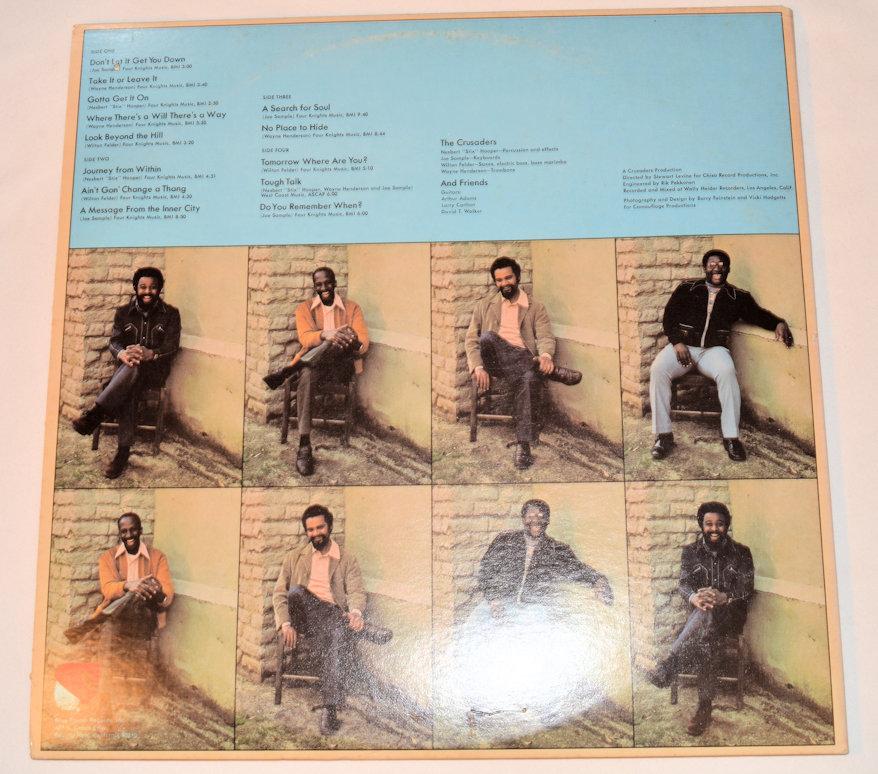 SIDE ONE
Don't Let It Get You Down
(Joe Sample) Four Knights Music, BMI 3:00
Take It or Leave It
(Wayne Henderson) Four Knights Music, BMI 2:40
Gotta Get It On
(Nesbert "Stix" Hooper) Four Knights Music, BMI 2:30
Where There's a Will There's a Way
(Wayne Henderson) Four Knights Music, BMI 5:30
Look Beyond the Hill
(Wilton Felder) Four Knights Music, BMI 3:20
SIDE TWO
Journey from Within
(Nesbert "Stix" Hooper) Four Knights Music, BMI 4:31
Ain't Gon' Change a Thang
(Wilton Felder) Four Knights Music, BMI 4:30
A Message From the Inner City
(Joe Sample) Four Knights Music, BMI 8:50
SIDE THREE
A Search for Soul
(Joe Sample) Four Knights Music, BMI 9:40
No Place to Hide
(Wayne Henderson) Four Knights Music, BMI 8:44
SIDE FOUR
Tomorrow Where Are You?
(Wilton Felder) Four Knights Music, BMI 5:10
Tough Talk
(Nesbert "Stix" Hooper, Wayne Henderson and Joe Sample)
West Coast Music, ASCAP 6:00
Do You Remember When?
(Joe Sample) Four Knights Music, BMI 6:00
The Crusaders
Nesbert "Stix" Hooper—Percussion and effects
Joe Sample—Keyboards
Wilton Felder—Saxes, electric bass, bass marimba
Wayne Henderson—Trombone
And Friends
Guitars:
Arthur Adams
Larry Carlton
David T. Walker
A Crusaders Production
Directed by Stewart Levine for Chisa Record Productions, Inc.
Engineered by Rik Pekkonen
Recorded and Mixed at Wally Heider Recorders, Los Angeles, Calif.
Photography and Design by Barry Feinstein and Vicki Hodgetts
for Camouflage Productions
Blue Thumb Records, Inc.